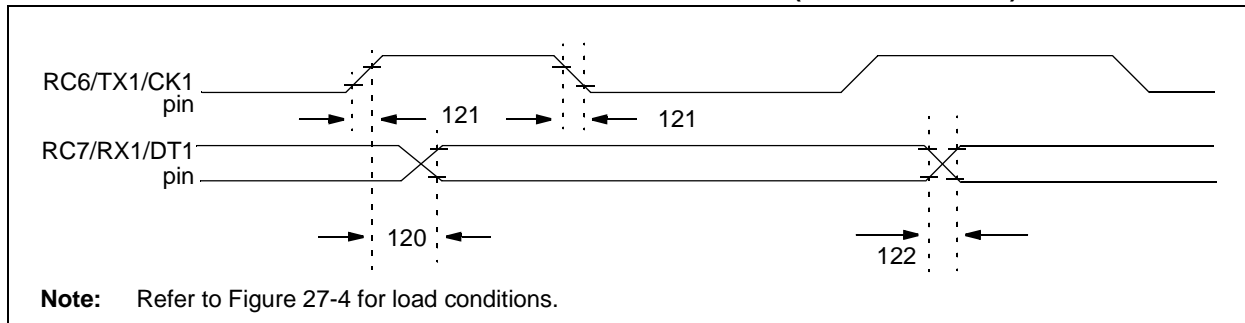 RC6/TX1/CK1
pin
121
121
RC7/RX1/DT1
pin
120
122
Note: Refer to Figure 27-4 for load conditions.